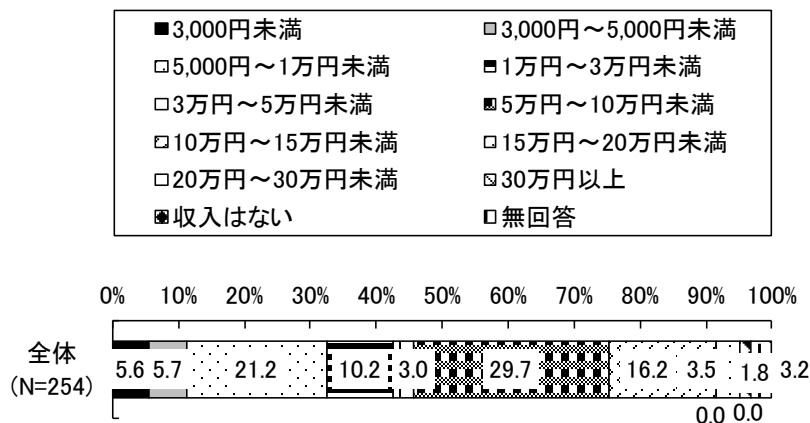 3,000円未満 3,000円～5,000円未満
5,000円～1万円未満 1万円～3万円未満
3万円～5万円未満 5万円～10万円未満
10万円～15万円未満 15万円～20万円未満
20万円～30万円未満 30万円以上
収入はない 無回答
0% 10% 20% 30% 40% 50% 60% 70% 80% 90% 100%
全体
(N=254)
5.6 5.7 21.2 10.2 3.0 29.7 16.2 3.5 1.8 3.2
0.0 0.0